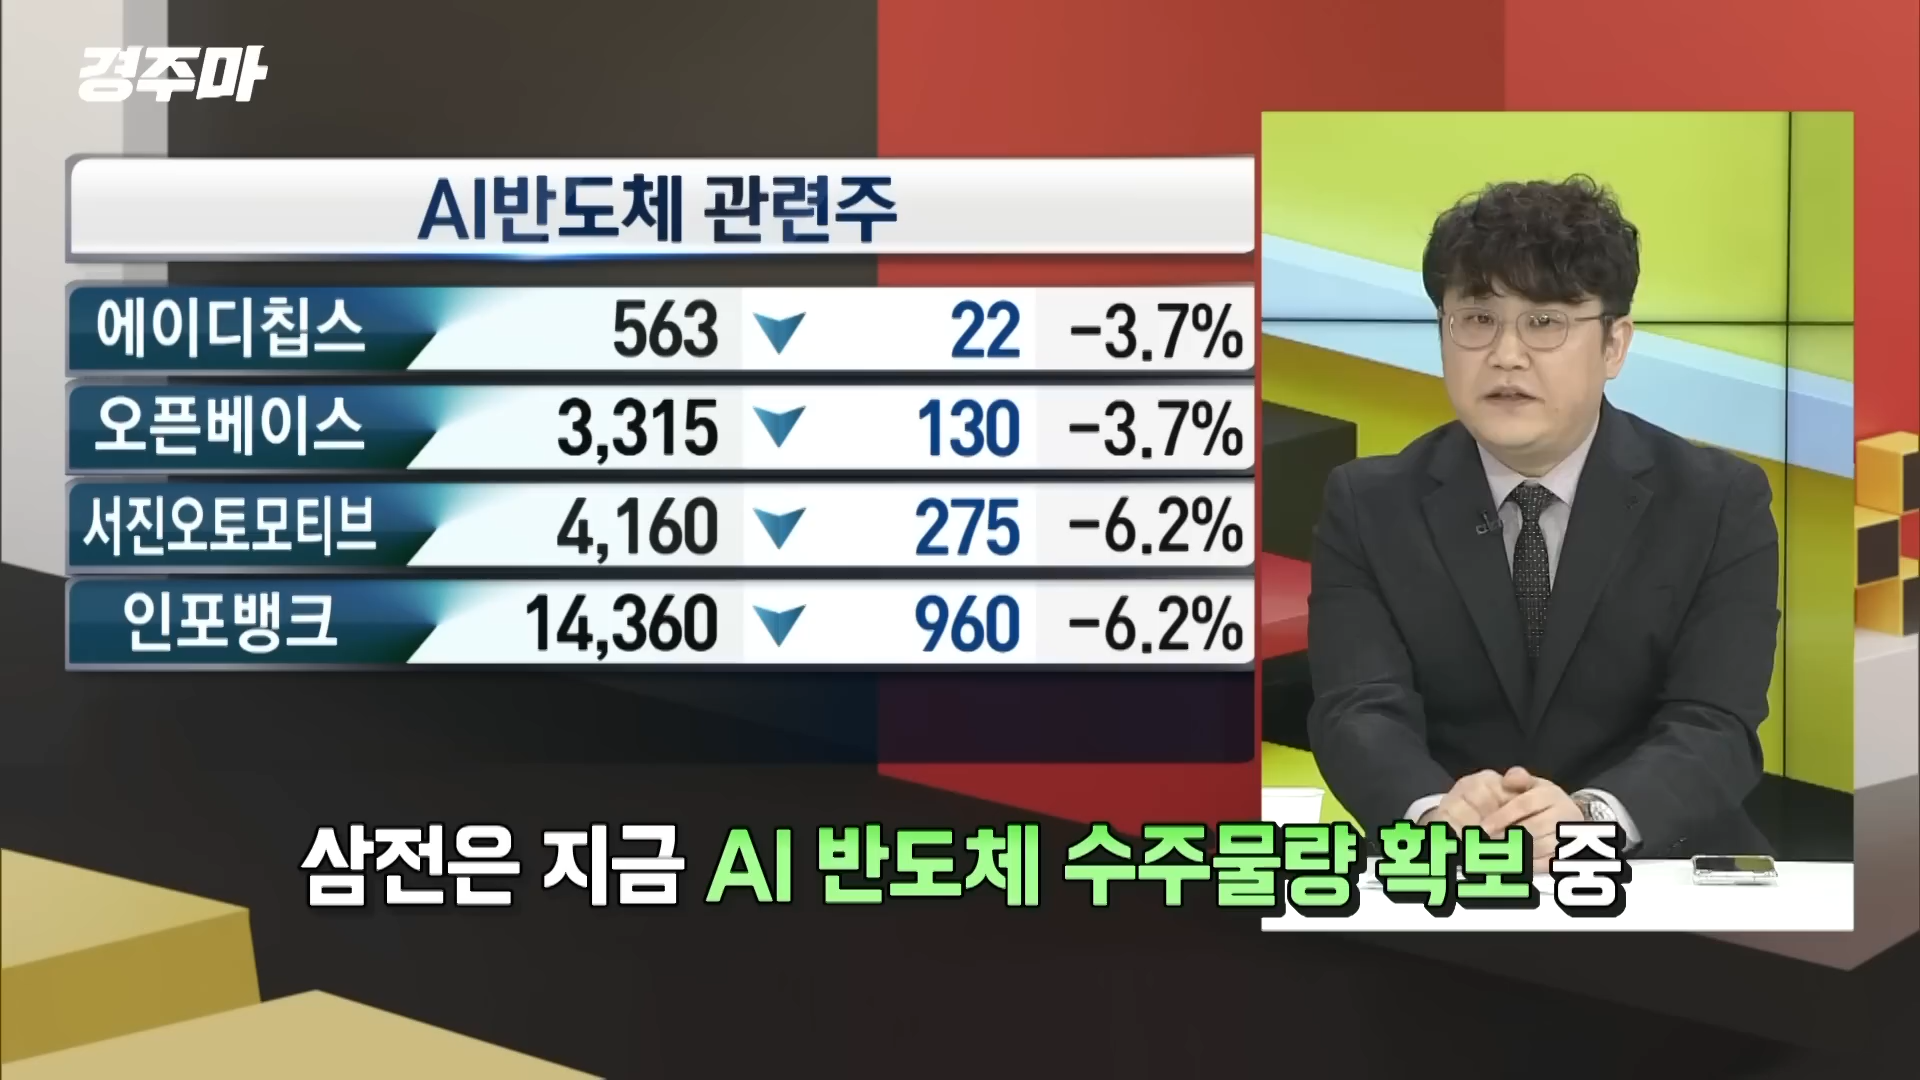 경주마
AI반도체 관련주
에이디칩스 563 ▼ 22 -3.7%
오픈베이스 3,315 ▼ 130 -3.7%
서진오토모티브 4,160 ▼ 275 -6.2%
인포뱅크 14,360 ▼ 960 -6.2%
삼전은 지금 AI 반도체 수주물량 확보 중